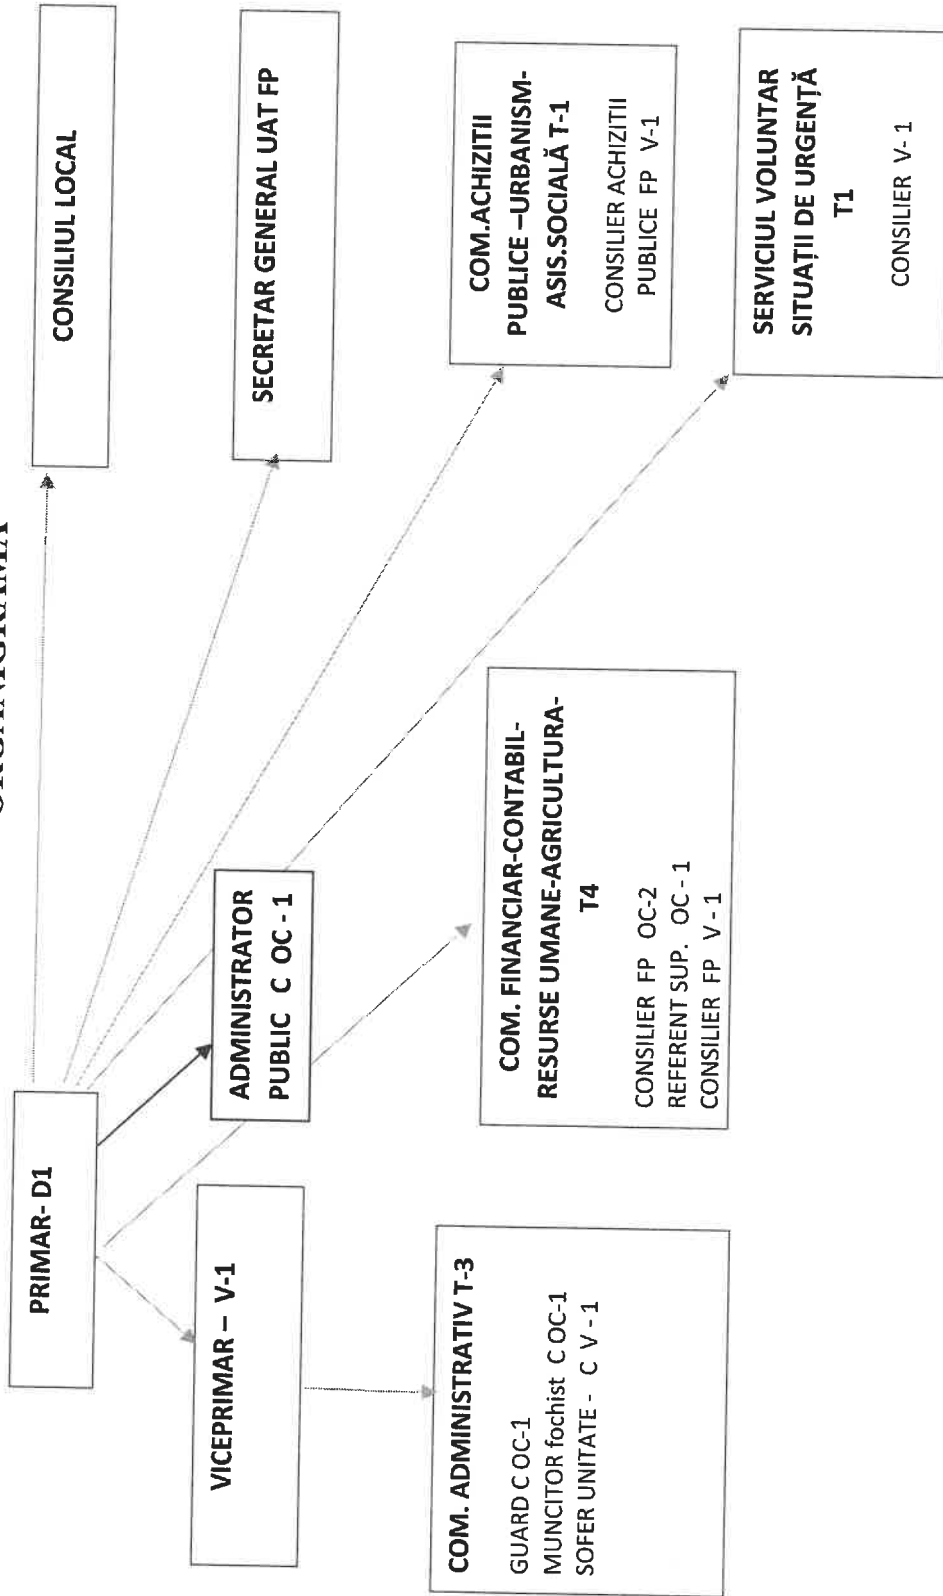 ORGANIGRAMA
PRIMAR- D1
CONSILIUL LOCAL
VICEPRIMAR – V-1
ADMINISTRATOR
PUBLIC C OC - 1
SECRETAR GENERAL UAT FP
COM. ADMINISTRATIV T-3
GUARD C OC-1
MUNCITOR fochist C OC-1
SOFER UNITATE - C V - 1
COM. FINANCIAR-CONTABIL-
RESURSE UMANE-AGRICULTURA-
T4
CONSILIER FP OC-2
REFERENT SUP. OC - 1
CONSILIER FP V - 1
COM.ACHIZITII
PUBLICE –URBANISM-
ASIS.SOCIALĂ T-1
CONSILIER ACHIZITII
PUBLICE FP V-1
SERVICIUL VOLUNTAR
SITUAȚII DE URGENȚĂ
T1
CONSILIER V- 1